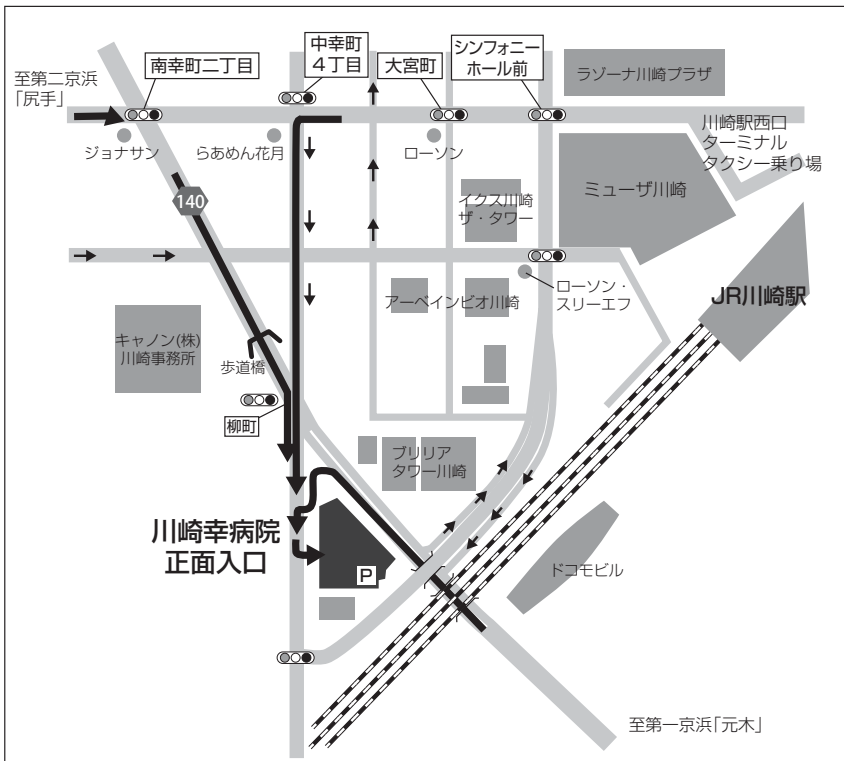 南幸町二丁目
中幸町
4丁目
大宮町
シンフォニー
ホール前
ラゾーナ川崎プラザ
至第二京浜
「尻手」
ジョナサン
らあめん花月
ローソン
川崎駅西口
ターミナル
タクシー乗り場
ミューザ川崎
イクス川崎
ザ・タワー
140
アーベインビオ川崎
ローソン・
スリーエフ
JR川崎駅
キャノン(株)
川崎事務所
歩道橋
柳町
ブリリア
タワー川崎
川崎幸病院
正面入口
P
ドコモビル
至第一京浜「元木」